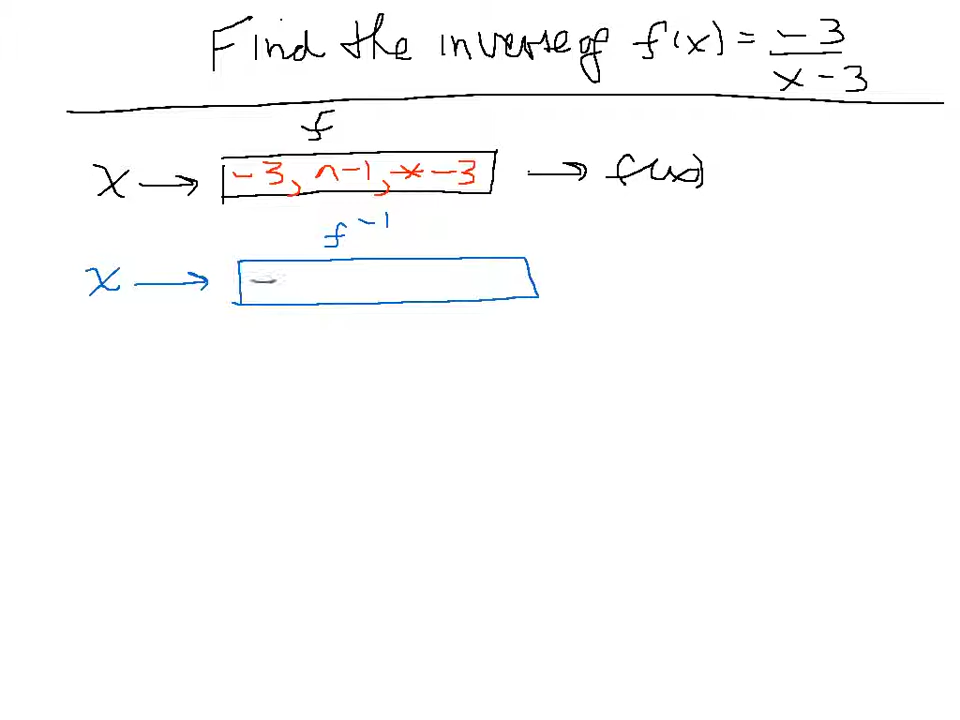 Find the inverse of f(x) = -3 / x - 3
f
x → -3, ^-1, * -3 → f(x)
f -1
x → -